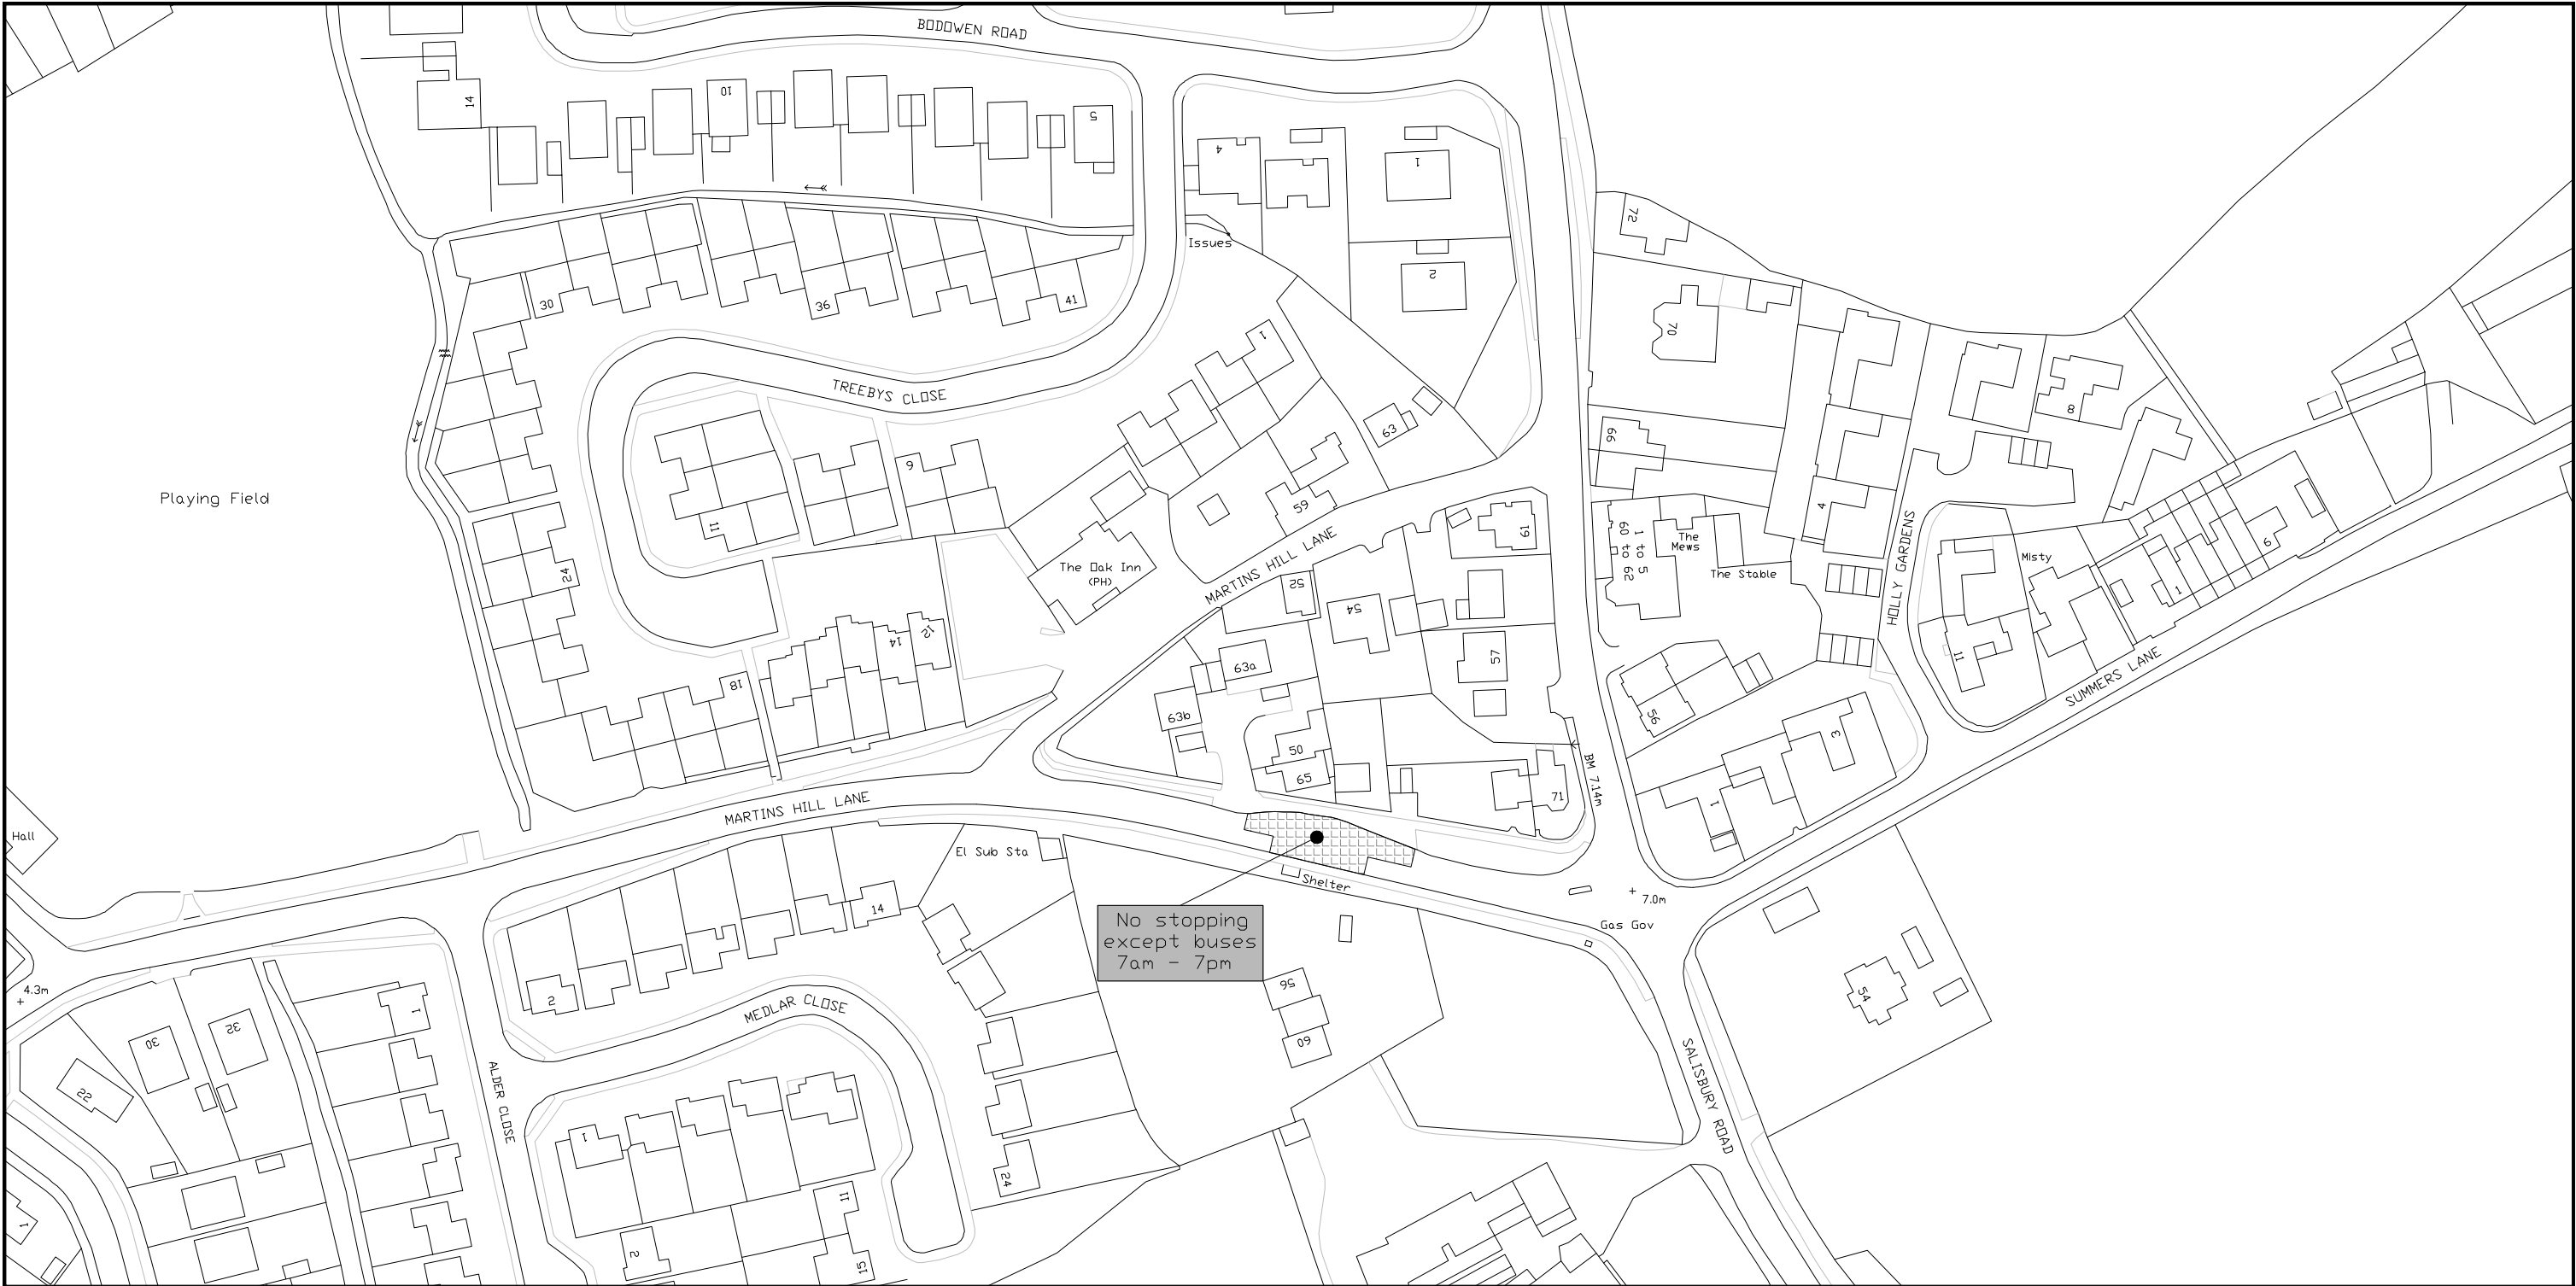 BODOWEN ROAD
14
10
5
4
1
Issues
2
72
70
30
36
41
1
TREEBYS CLOSE
63
8
66
9
11
59
61
4
Playing Field
24
The Oak Inn
(PH)
MARTINS HILL LANE
52
54
1 to 5
60 to 62
The
Mews
The Stable
HOLLY GARDENS
Misty
6
1
12
14
18
63a
63b
57
56
11
SUMMERS LANE
50
65
71
BM 7.14m
3
1
MARTINS HILL LANE
Hall
El Sub Sta
Shelter
14
No stopping
except buses
7am - 7pm
7.0m
Gas Gov
4.3m
2
MEDLAR CLOSE
1
30
32
22
56
60
54
ALDER CLOSE
SALISBURY ROAD
1
24
11
2
15
1